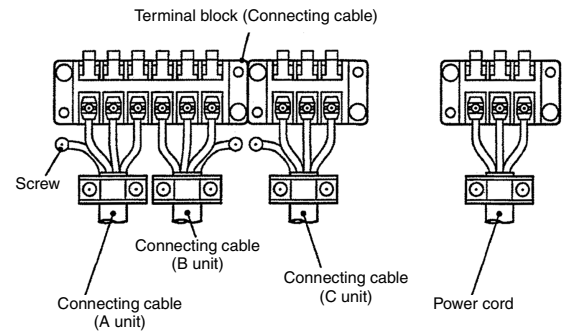 Terminal block (Connecting cable)
Screw
Connecting cable
(B unit)
Connecting cable
(C unit)
Connecting cable
(A unit)
Power cord